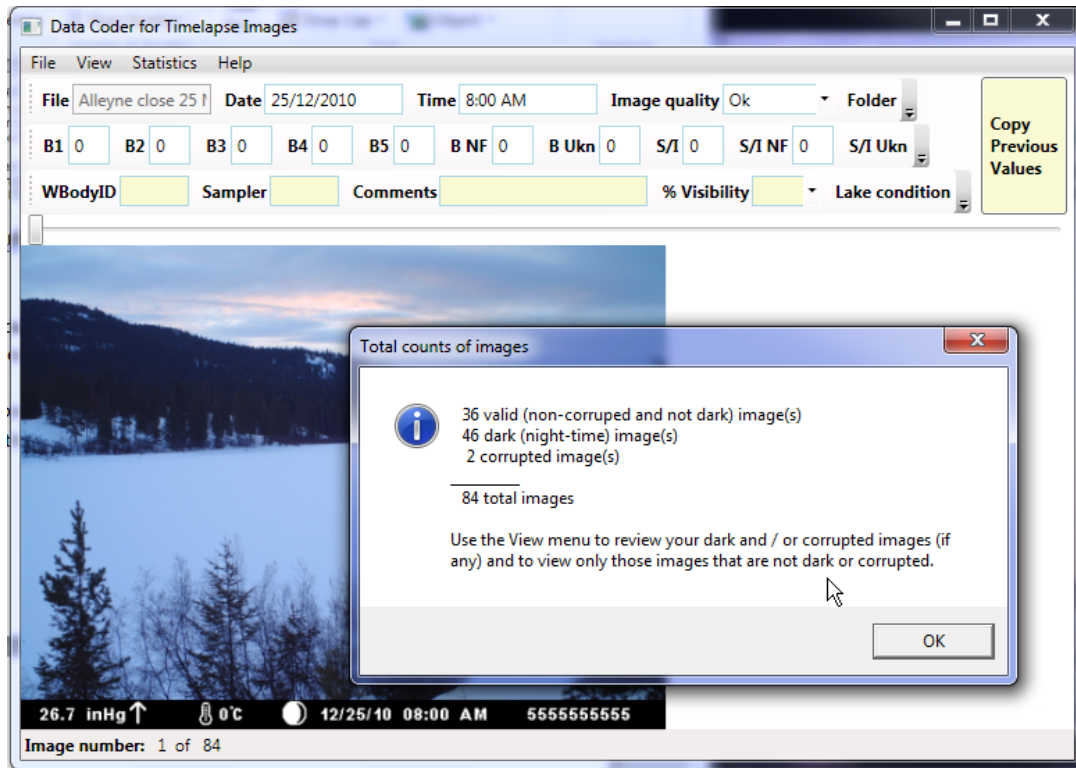 Data Coder for Timelapse Images
File View Statistics Help
File Alleyne close 25 Date 25/12/2010 Time 8:00 AM Image quality Ok Folder
B1 0 B2 0 B3 0 B4 0 B5 0 B NF 0 B Ukn 0 S/I 0 S/I NF 0 S/I Ukn
WBodyID Sampler Comments % Visibility Lake condition
Copy
Previous
Values
Total counts of images
36 valid (non-corruped and not dark) image(s)
46 dark (night-time) image(s)
2 corrupted image(s)
84 total images
Use the View menu to review your dark and / or corrupted images (if
any) and to view only those images that are not dark or corrupted.
OK
26.7 inHg↑ 0°C 12/25/10 08:00 AM 5555555555
Image number: 1 of 84